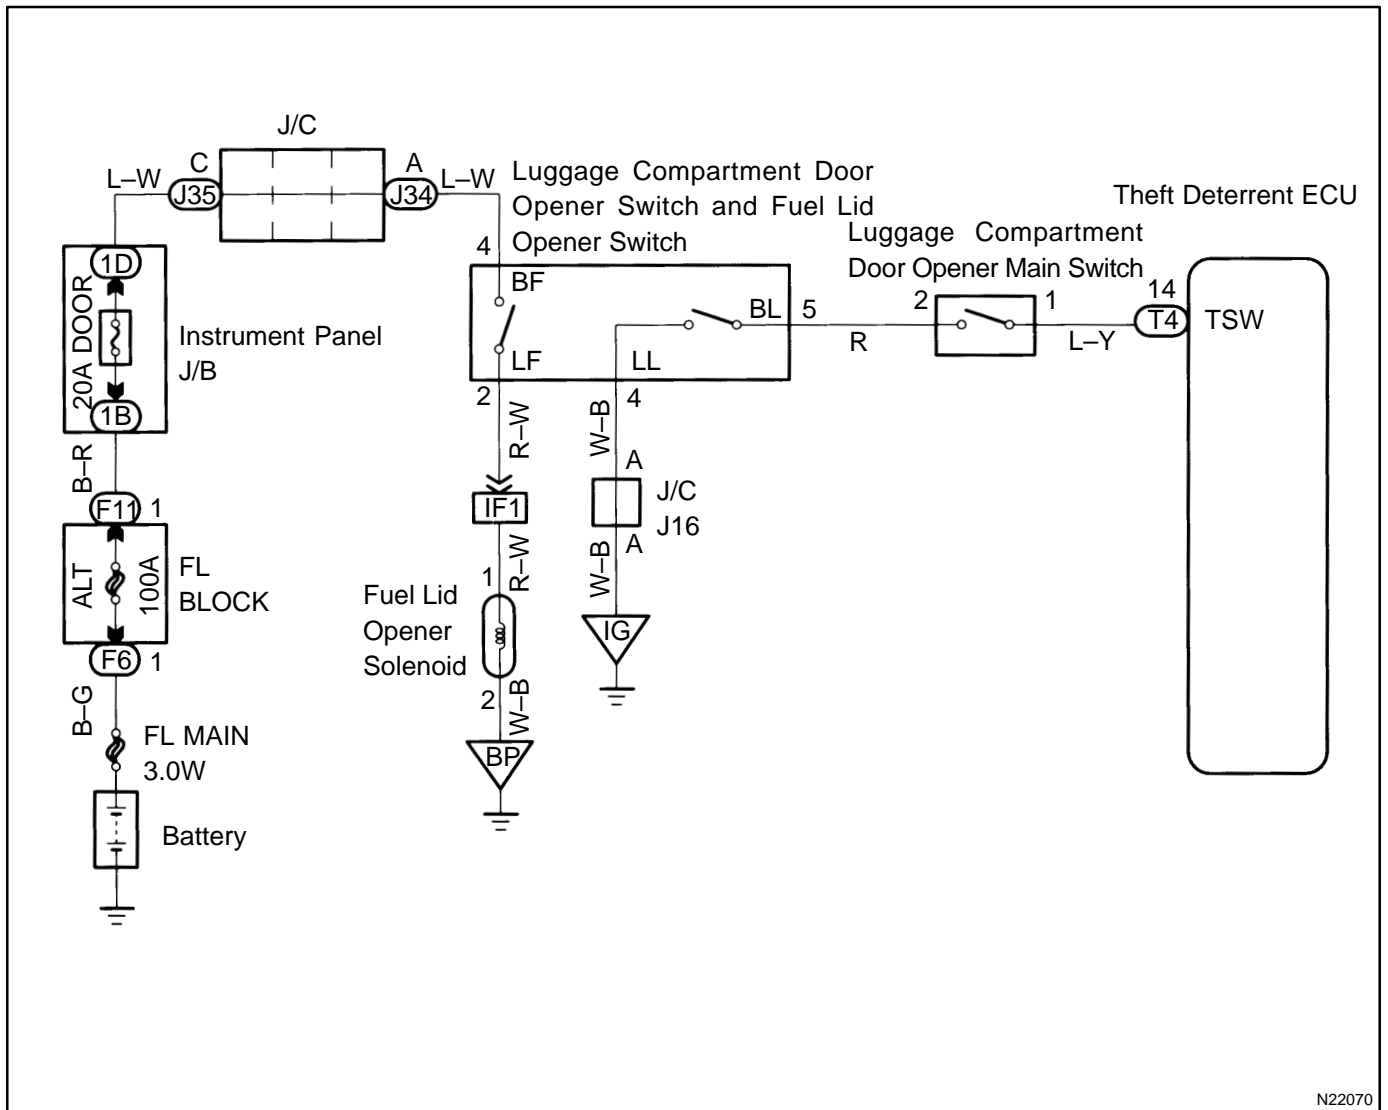 J/C
C
A
L–W
J35
J34
L–W
Luggage Compartment Door
Opener Switch and Fuel Lid
Opener Switch
Theft Deterrent ECU
Luggage Compartment
Door Opener Main Switch
4
1D
20A DOOR
Instrument Panel
J/B
1B
BF
BL
5
LF
LL
2
4
R
2
1
L–Y
14
T4
TSW
B–R
F11
1
ALT
100A
FL
BLOCK
F6
1
B–G
FL MAIN
3.0W
Battery
R–W
IF1
R–W
1
Fuel Lid
Opener
Solenoid
2
W–B
BP
W–B
A
J/C
J16
A
W–B
IG
N22070